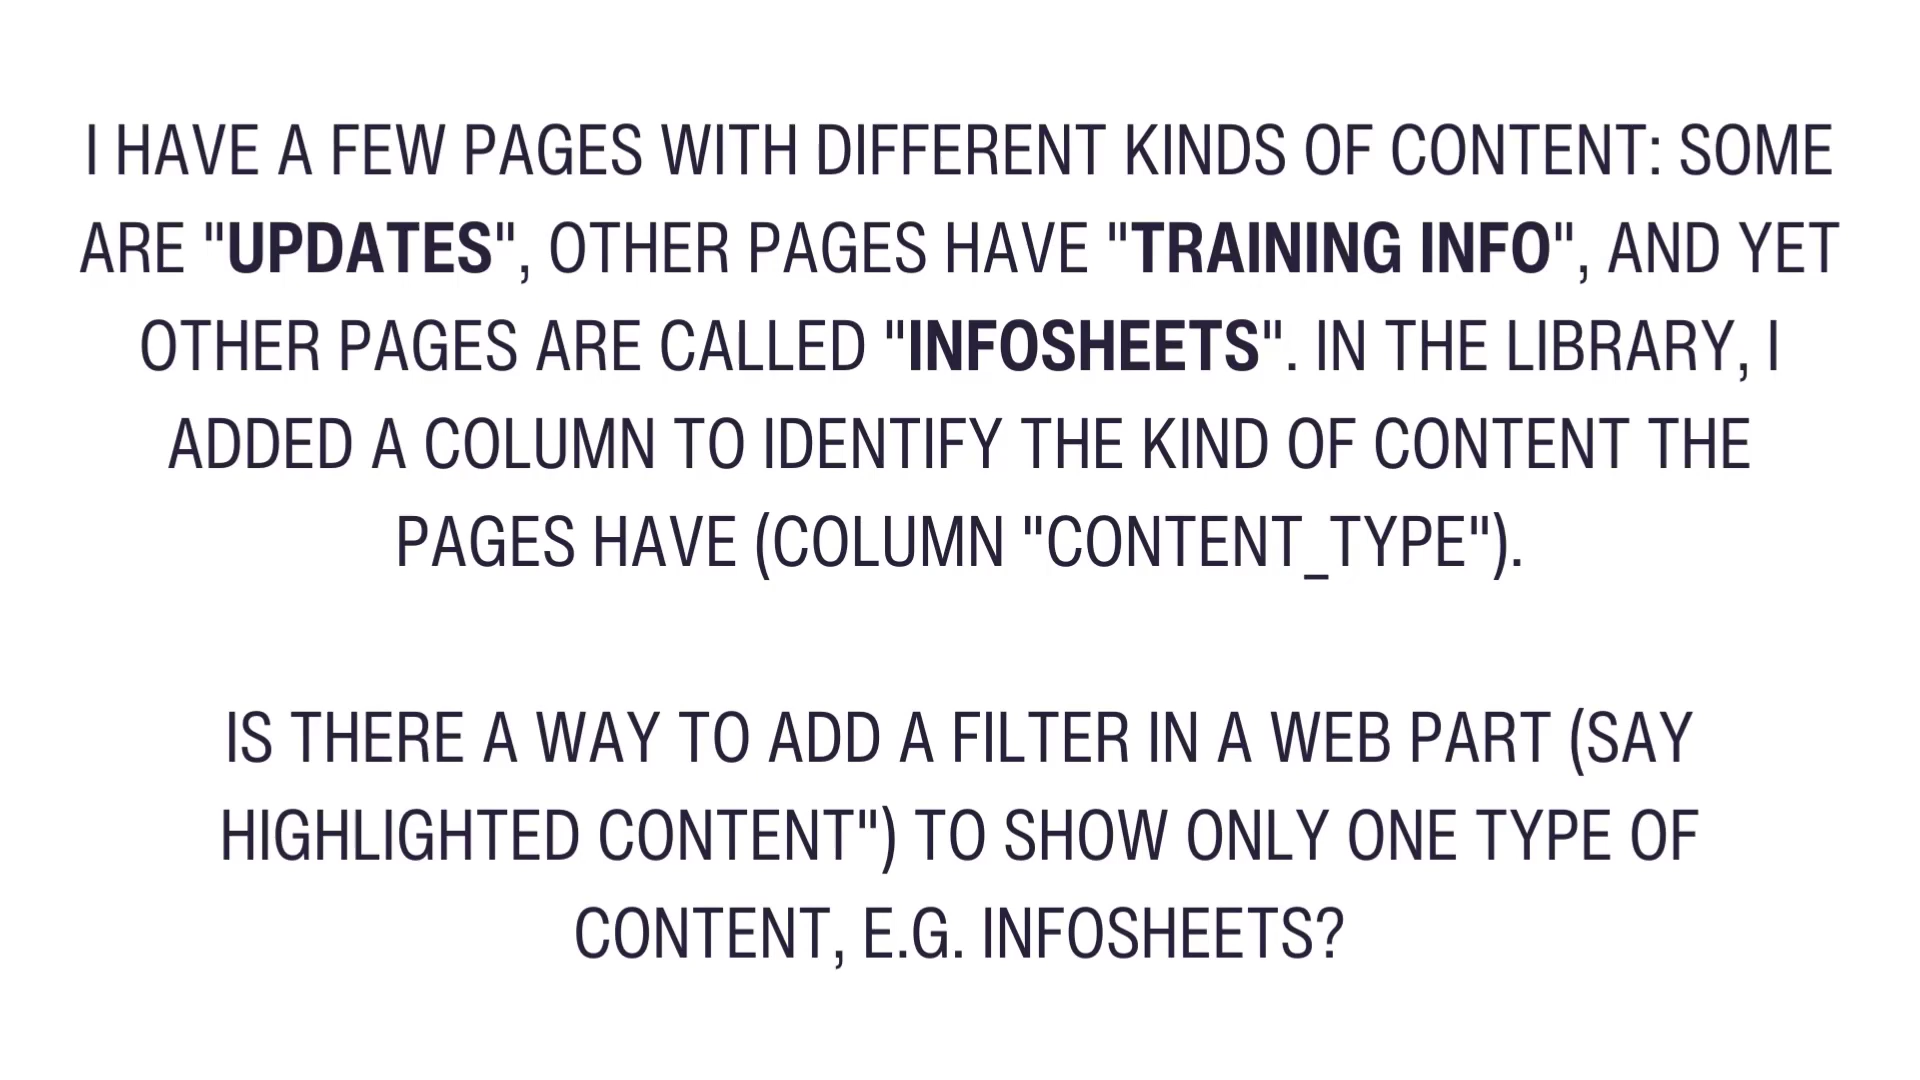 I HAVE A FEW PAGES WITH DIFFERENT KINDS OF CONTENT: SOME
ARE "UPDATES", OTHER PAGES HAVE "TRAINING INFO", AND YET
OTHER PAGES ARE CALLED "INFOSHEETS". IN THE LIBRARY, I
ADDED A COLUMN TO IDENTIFY THE KIND OF CONTENT THE
PAGES HAVE (COLUMN "CONTENT_TYPE").
IS THERE A WAY TO ADD A FILTER IN A WEB PART (SAY
HIGHLIGHTED CONTENT") TO SHOW ONLY ONE TYPE OF
CONTENT, E.G. INFOSHEETS?